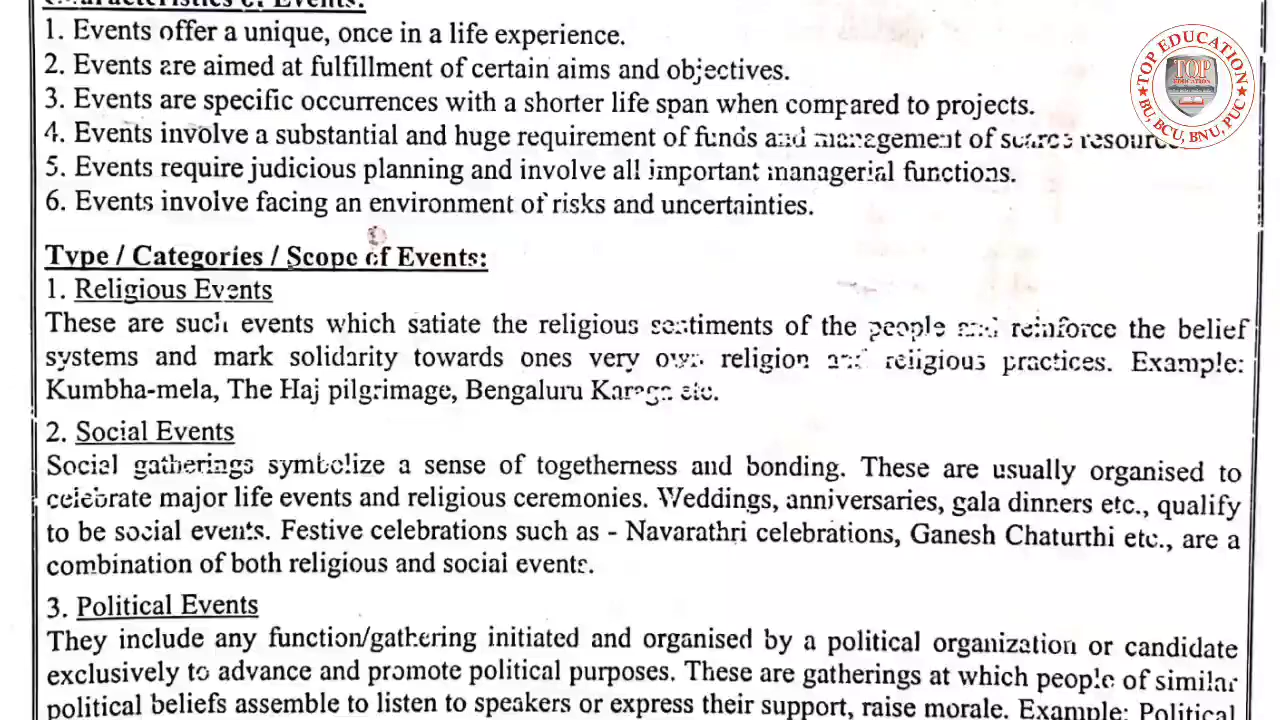 Characteristics of Events:
1. Events offer a unique, once in a life experience.
2. Events are aimed at fulfillment of certain aims and objectives.
3. Events are specific occurrences with a shorter life span when compared to projects.
4. Events involve a substantial and huge requirement of funds and management of scarce resource
5. Events require judicious planning and involve all important managerial functions.
6. Events involve facing an environment of risks and uncertainties.
Type / Categories / Scope of Events:
1. Religious Events
These are such events which satiate the religious sentiments of the people and reinforce the belief
systems and mark solidarity towards ones very own religion and religious practices. Example:
Kumbha-mela, The Haj pilgrimage, Bengaluru Karaga etc.
2. Social Events
Social gatherings symbolize a sense of togetherness and bonding. These are usually organised to
celebrate major life events and religious ceremonies. Weddings, anniversaries, gala dinners etc., qualify
to be social events. Festive celebrations such as - Navarathri celebrations, Ganesh Chaturthi etc., are a
combination of both religious and social events.
3. Political Events
They include any function/gathering initiated and organised by a political organization or candidate
exclusively to advance and promote political purposes. These are gatherings at which people of similar
political beliefs assemble to listen to speakers or express their support, raise morale. Example: Political
TOP EDUCATION
TOP
EDUCATION
BU, BCU, BNU, PUC